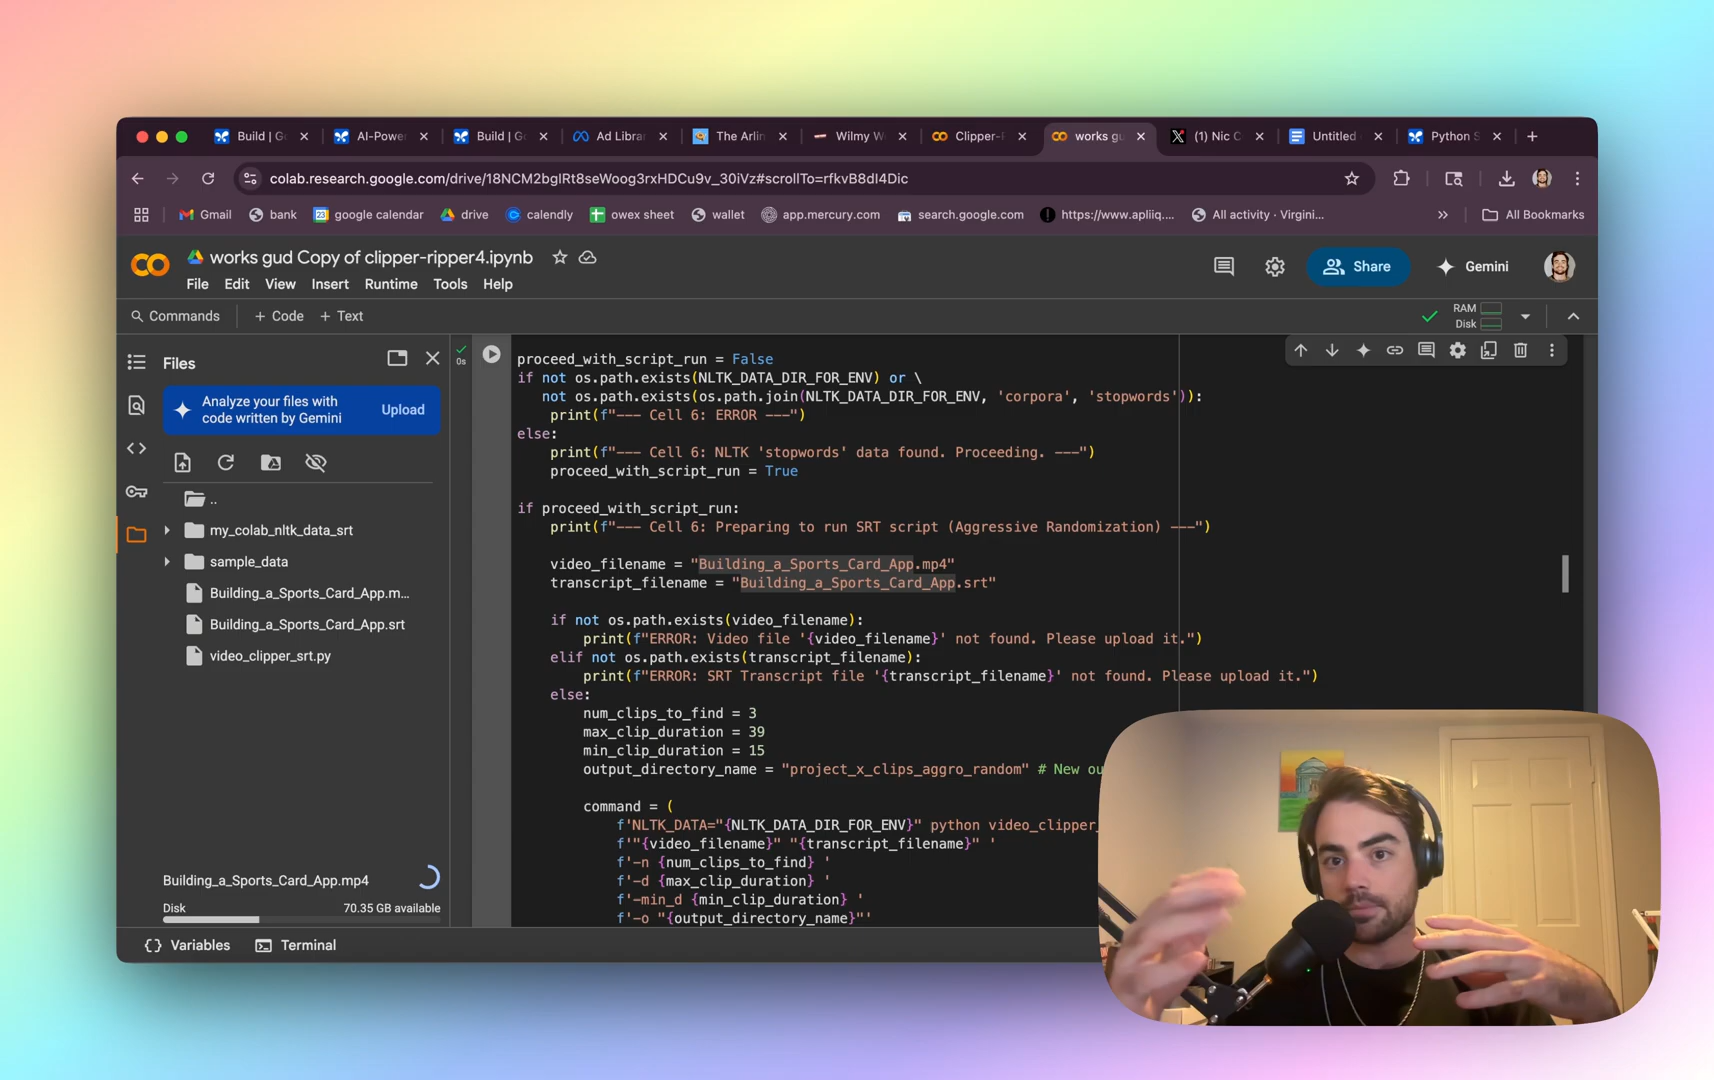 Build | G
AI-Powe
Build | G
Ad Libra
The Arlin
Wilmy W
Clipper-
works gu
(1) Nic C
Untitled
Python S
colab.research.google.com/drive/18NCM2bglRt8seWoog3rxHDCu9v_30iVz#scrollTo=rfkvB8dI4Dic
Gmail
bank
google calendar
drive
calendly
owex sheet
wallet
app.mercury.com
search.google.com
https://www.apliiq....
All activity · Virgini...
»
All Bookmarks
works gud Copy of clipper-ripper4.ipynb
File Edit View Insert Runtime Tools Help
Share
Gemini
Commands
+ Code
+ Text
RAM
Disk
Files
Analyze your files with
code written by Gemini
Upload
..
my_colab_nltk_data_srt
sample_data
Building_a_Sports_Card_App.m...
Building_a_Sports_Card_App.srt
video_clipper_srt.py
Building_a_Sports_Card_App.mp4
Disk
70.35 GB available
0s
proceed_with_script_run = False
if not os.path.exists(NLTK_DATA_DIR_FOR_ENV) or \
not os.path.exists(os.path.join(NLTK_DATA_DIR_FOR_ENV, 'corpora', 'stopwords')):
print(f"--- Cell 6: ERROR ---")
else:
print(f"--- Cell 6: NLTK 'stopwords' data found. Proceeding. ---")
proceed_with_script_run = True
if proceed_with_script_run:
print(f"--- Cell 6: Preparing to run SRT script (Aggressive Randomization) ---")
video_filename = "Building_a_Sports_Card_App.mp4"
transcript_filename = "Building_a_Sports_Card_App.srt"
if not os.path.exists(video_filename):
print(f"ERROR: Video file '{video_filename}' not found. Please upload it.")
elif not os.path.exists(transcript_filename):
print(f"ERROR: SRT Transcript file '{transcript_filename}' not found. Please upload it.")
else:
num_clips_to_find = 3
max_clip_duration = 39
min_clip_duration = 15
output_directory_name = "project_x_clips_aggro_random" # New ou
command = (
f'NLTK_DATA="{NLTK_DATA_DIR_FOR_ENV}" python video_clipper_
f'"{video_filename}" "{transcript_filename}" '
f'-n {num_clips_to_find} '
f'-d {max_clip_duration} '
f'-min_d {min_clip_duration} '
f'-o "{output_directory_name}"'
Variables
Terminal